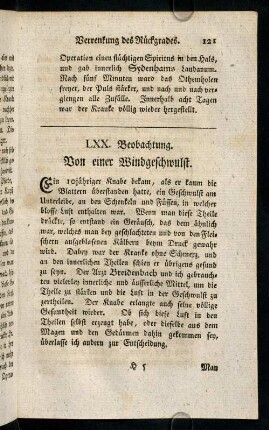 Verrenkung des Rückgrades. 121
Operation einen flüchtigen Spiritus in den Hals,
und gab innerlich Sydenhams Laudanum.
Nach fünf Minuten ward das Othemholen
freyer, der Puls stärker, und nach und nach ver-
giengen alle Zufälle. Innerhalb acht Tagen
war der Kranke völlig wieder hergestellt.
LXX. Beobachtung.
Von einer Windgeschwulst.
Ein 10jähriger Knabe bekam, als er kaum die
Blattern überstanden hatte, ein Geschwulst am
Unterleibe, an den Schenkeln und Füssen, in welcher
blosse Luft enthalten war. Wenn man diese Theile
drückte, so entstand ein Geräusch, das dem ähnlich
war, welches man bey geschlachteten und von den Flei-
schern ausgeblasenen Kälbern beym Druck gewahr
wird. Dabey war der Kranke ohne Schmerz, und
an den innerlichen Theilen schien er übrigens gesund
zu seyn. Der Arzt Breidenbach und ich gebrauch-
ten vielerley innerliche und äusserliche Mittel, um die
Theile zu stärken und die Luft in der Geschwulst zu
zertheilen. Der Knabe erlangte auch seine völlige
Gesundheit wieder. Ob sich diese Luft in den
Theilen selbst erzeugt habe, oder dieselbe aus dem
Magen und den Gedärmen dahin gekommen sey,
überlasse ich andern zur Entscheidung.
H 5 Man